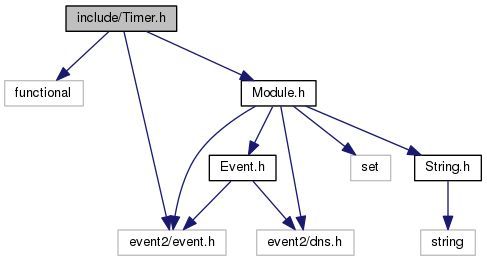 include/Timer.h
functional
Module.h
Event.h
set
String.h
event2/event.h
event2/dns.h
string